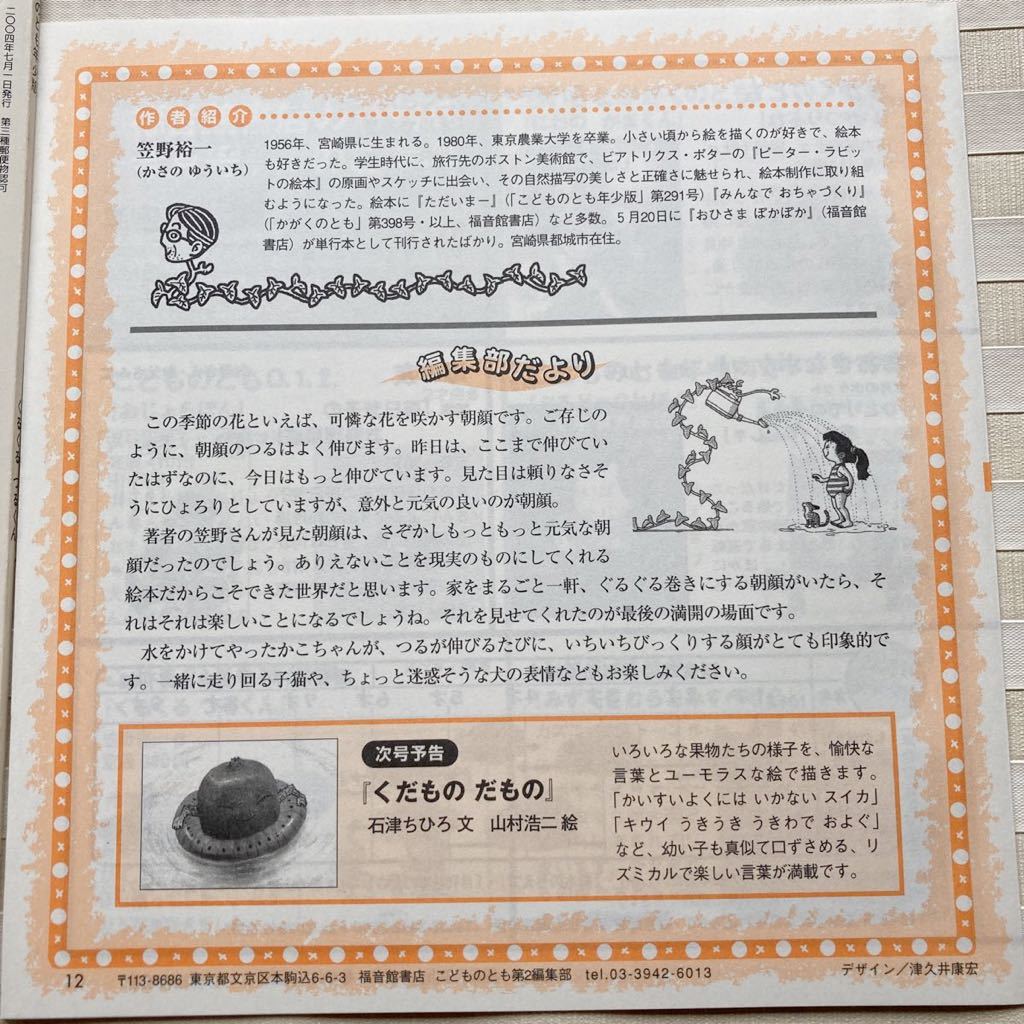 二〇〇四年七月一日発行 第三種郵便物認可
作者紹介
笠野裕一
(かさの ゆういち)
1956年、宮崎県に生まれる。1980年、東京農業大学を卒業。小さい頃から絵を描くのが好きで、絵本
も好きだった。学生時代に、旅行先のボストン美術館で、ビアトリクス・ポターの『ピーター・ラビッ
トの絵本』の原画やスケッチに出会い、その自然描写の美しさと正確さに魅せられ、絵本制作に取り組
むようになった。絵本に『ただいまー』(「こどものとも年少版」第291号)『みんなで おちゃづくり』
(「かがくのとも」第398号・以上、福音館書店)など多数。5月20日に『おひさま ぽかぽか』(福音館
書店)が単行本として刊行されたばかり。宮崎県都城市在住。
編集部だより
この季節の花といえば、可憐な花を咲かす朝顔です。ご存じの
ように、朝顔のつるはよく伸びます。昨日は、ここまで伸びてい
たはずなのに、今日はもっと伸びています。見た目は頼りなさそ
うにひょろりとしていますが、意外と元気の良いのが朝顔。
著者の笠野さんが見た朝顔は、さぞかしもっともっと元気な朝
顔だったのでしょう。ありえないことを現実のものにしてくれる
絵本だからこそできた世界だと思います。家をまるごと一軒、ぐるぐる巻きにする朝顔がいたら、そ
れはそれは楽しいことになるでしょうね。それを見せてくれたのが最後の満開の場面です。
水をかけてやったかこちゃんが、つるが伸びるたびに、いちいちびっくりする顔がとても印象的で
す。一緒に走り回る子猫や、ちょっと迷惑そうな犬の表情などもお楽しみください。
次号予告
『くだもの だもの』
石津ちひろ 文 山村浩二 絵
いろいろな果物たちの様子を、愉快な
言葉とユーモラスな絵で描きます。
「かいすいよくには いかない スイカ」
「キウイ うきうき うきわで およぐ」
など、幼い子も真似て口ずさめる、リ
ズミカルで楽しい言葉が満載です。
12 〒113-8686 東京都文京区本駒込6-6-3 福音館書店 こどものとも第2編集部 tel.03-3942-6013
デザイン/津久井康宏